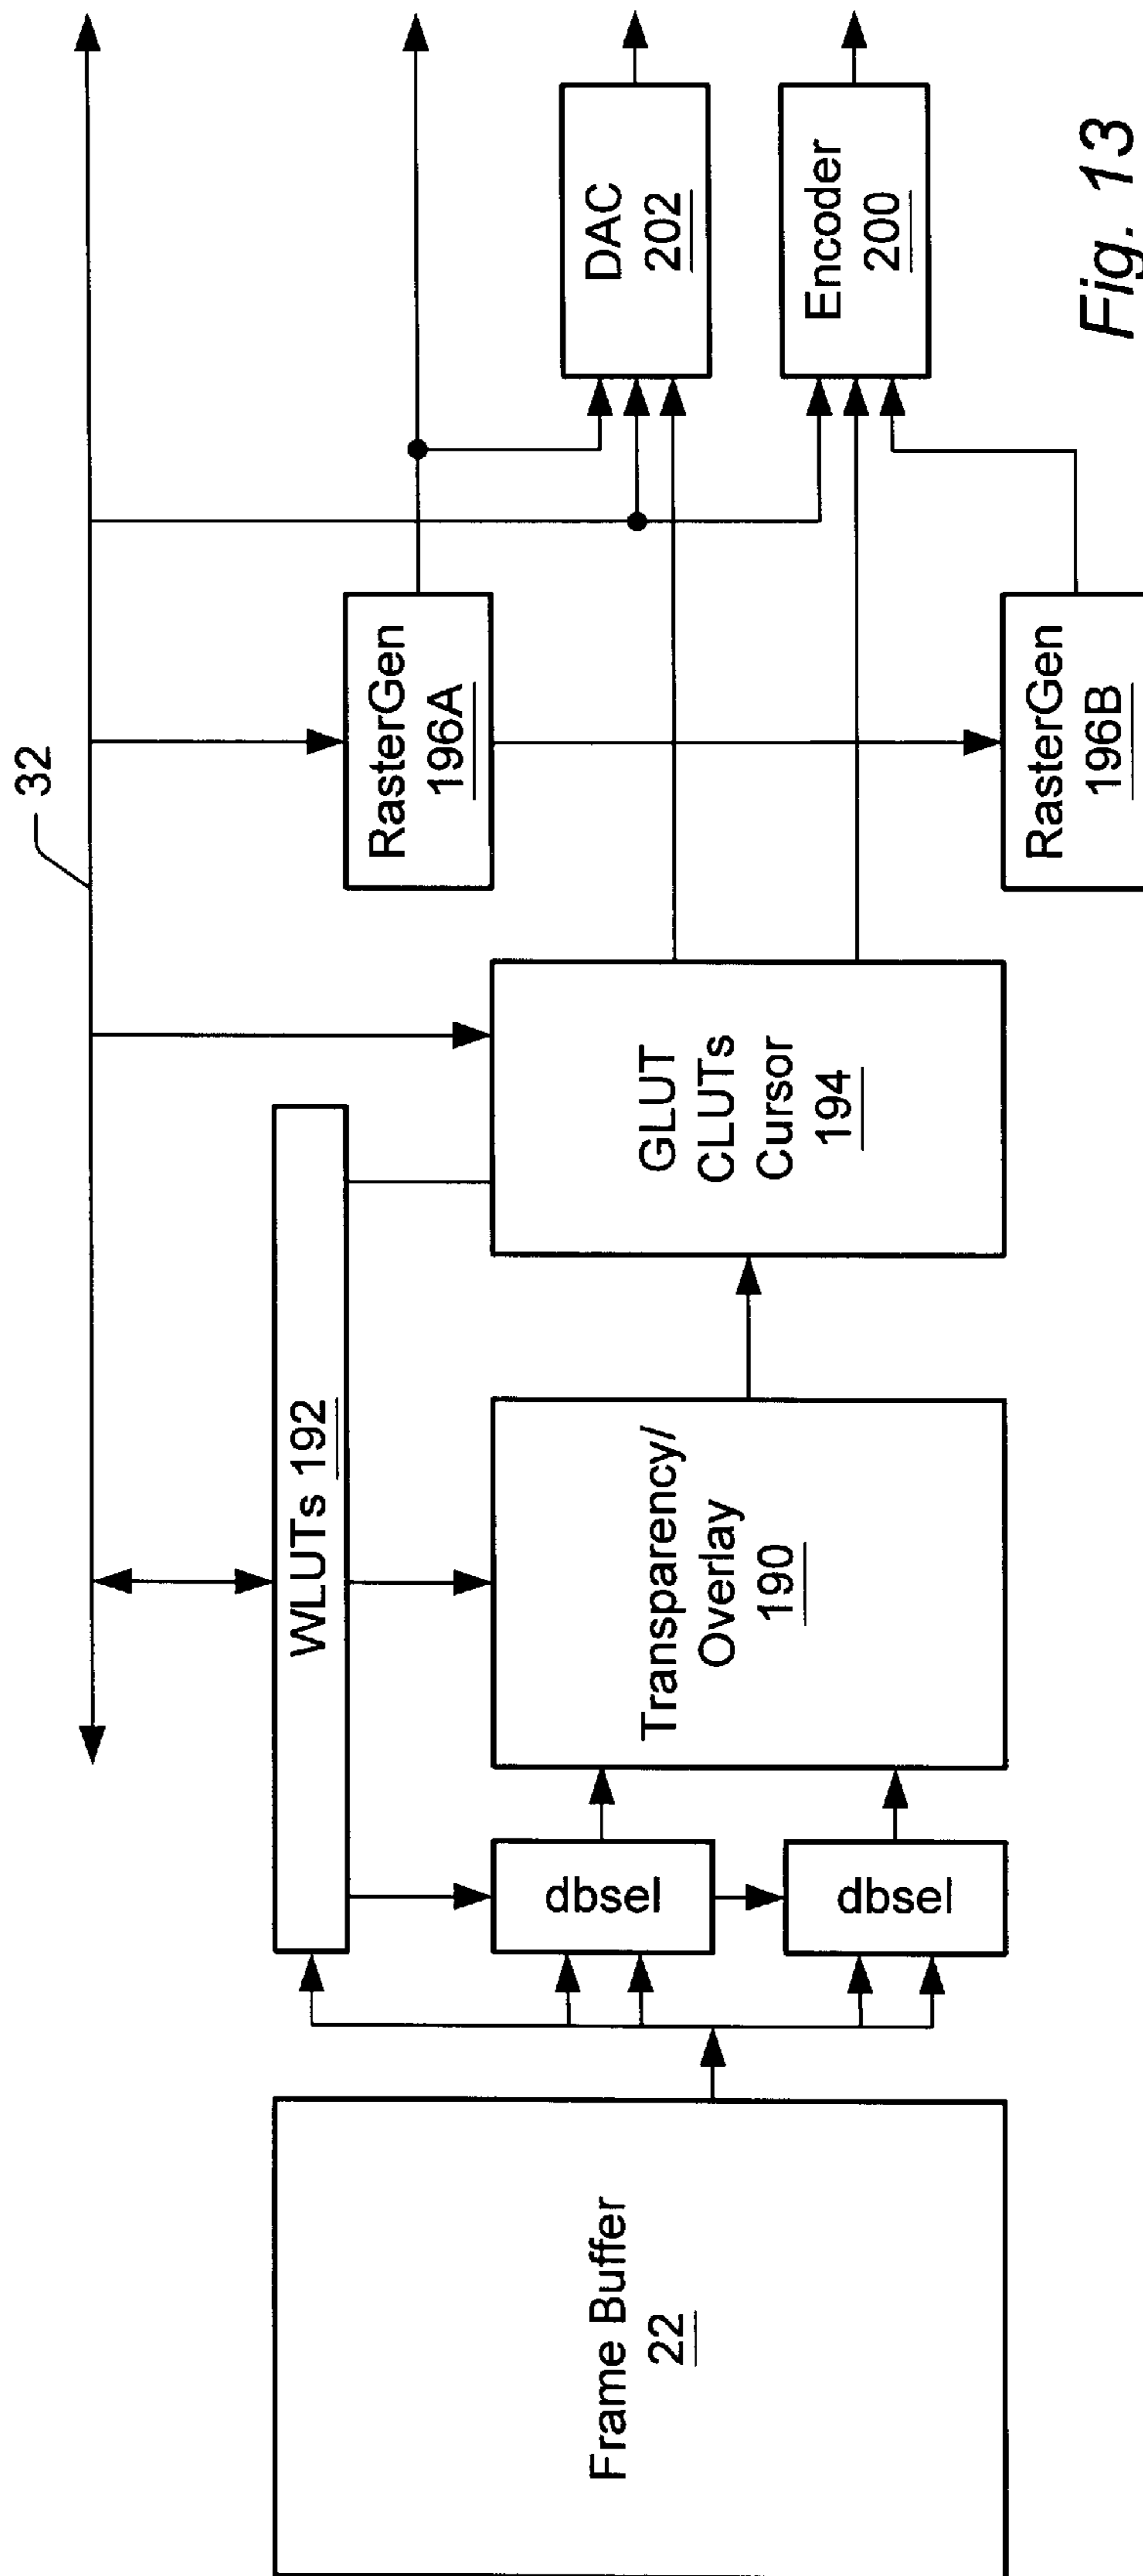 32
WLUTs 192
Frame Buffer
22
dbsel
dbsel
Transparency/
Overlay
190
GLUT
CLUTs
Cursor
194
RasterGen
196A
RasterGen
196B
DAC
202
Encoder
200
Fig. 13